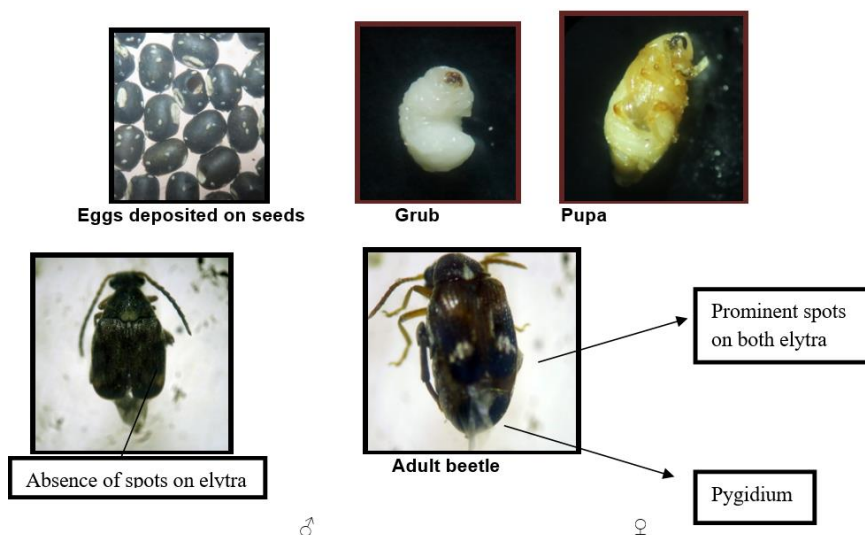 Eggs deposited on seeds
Grub
Pupa
Prominent spots
on both elytra
Absence of spots on elytra
Adult beetle
Pygidium
♂
♀